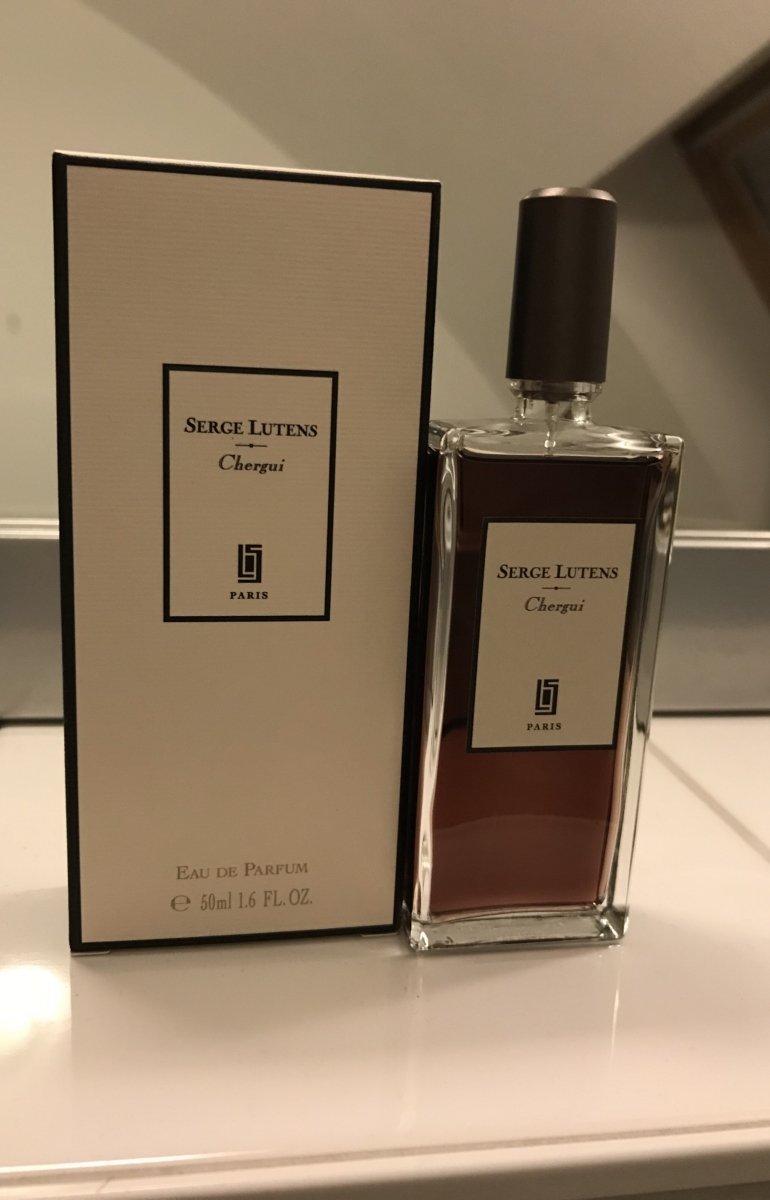 SERGE LUTENS
Chergui
PARIS
EAU DE PARFUM
℮ 50ml 1.6 FL.OZ.
SERGE LUTENS
Chergui
PARIS